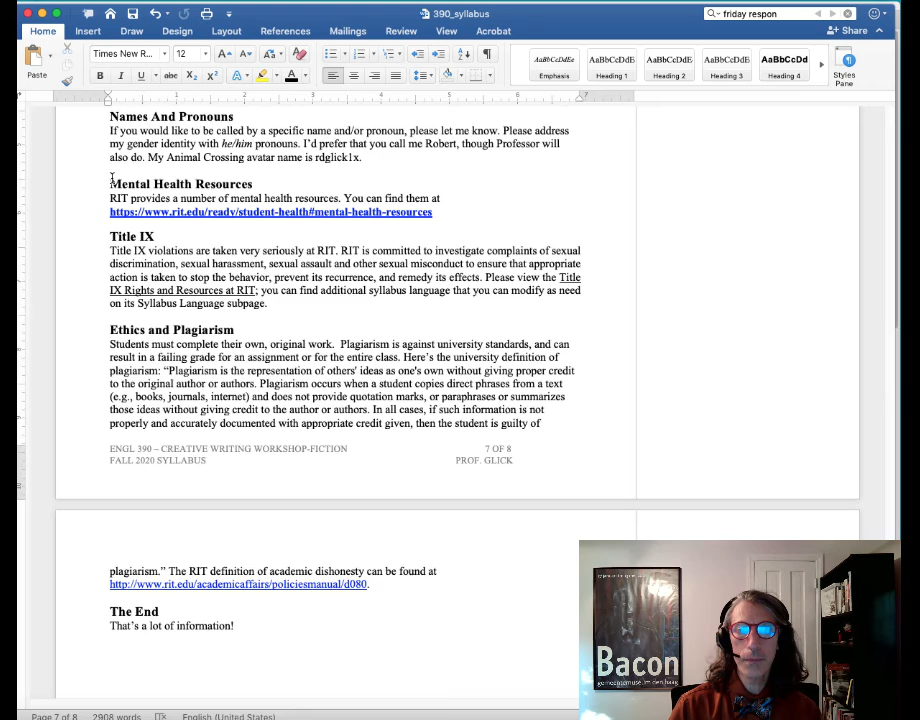 390_syllabus
friday respon
Home Insert Draw Design Layout References Mailings Review View Acrobat
Share
Times New R... 12
Paste
AaBbCcDdEe AaBbCcDdE AaBbCcDdE AaBbCcDdE AaBbCcDd
Emphasis Heading 1 Heading 2 Heading 3 Heading 4
Styles Pane
1 2 3 4 5 6 7
Names And Pronouns
If you would like to be called by a specific name and/or pronoun, please let me know. Please address
my gender identity with he/him pronouns. I'd prefer that you call me Robert, though Professor will
also do. My Animal Crossing avatar name is rdglick1x.
Mental Health Resources
RIT provides a number of mental health resources. You can find them at
https://www.rit.edu/ready/student-health#mental-health-resources
Title IX
Title IX violations are taken very seriously at RIT. RIT is committed to investigate complaints of sexual
discrimination, sexual harassment, sexual assault and other sexual misconduct to ensure that appropriate
action is taken to stop the behavior, prevent its recurrence, and remedy its effects. Please view the Title
IX Rights and Resources at RIT; you can find additional syllabus language that you can modify as need
on its Syllabus Language subpage.
Ethics and Plagiarism
Students must complete their own, original work. Plagiarism is against university standards, and can
result in a failing grade for an assignment or for the entire class. Here's the university definition of
plagiarism: “Plagiarism is the representation of others' ideas as one's own without giving proper credit
to the original author or authors. Plagiarism occurs when a student copies direct phrases from a text
(e.g., books, journals, internet) and does not provide quotation marks, or paraphrases or summarizes
those ideas without giving credit to the author or authors. In all cases, if such information is not
properly and accurately documented with appropriate credit given, then the student is guilty of
ENGL 390 – CREATIVE WRITING WORKSHOP-FICTION 7 OF 8
FALL 2020 SYLLABUS PROF. GLICK
plagiarism.” The RIT definition of academic dishonesty can be found at
http://www.rit.edu/academicaffairs/policiesmanual/d080.
The End
That's a lot of information!
Bacon
gemeentemuseum den haag
Page 7 of 8 2908 words English (United States)